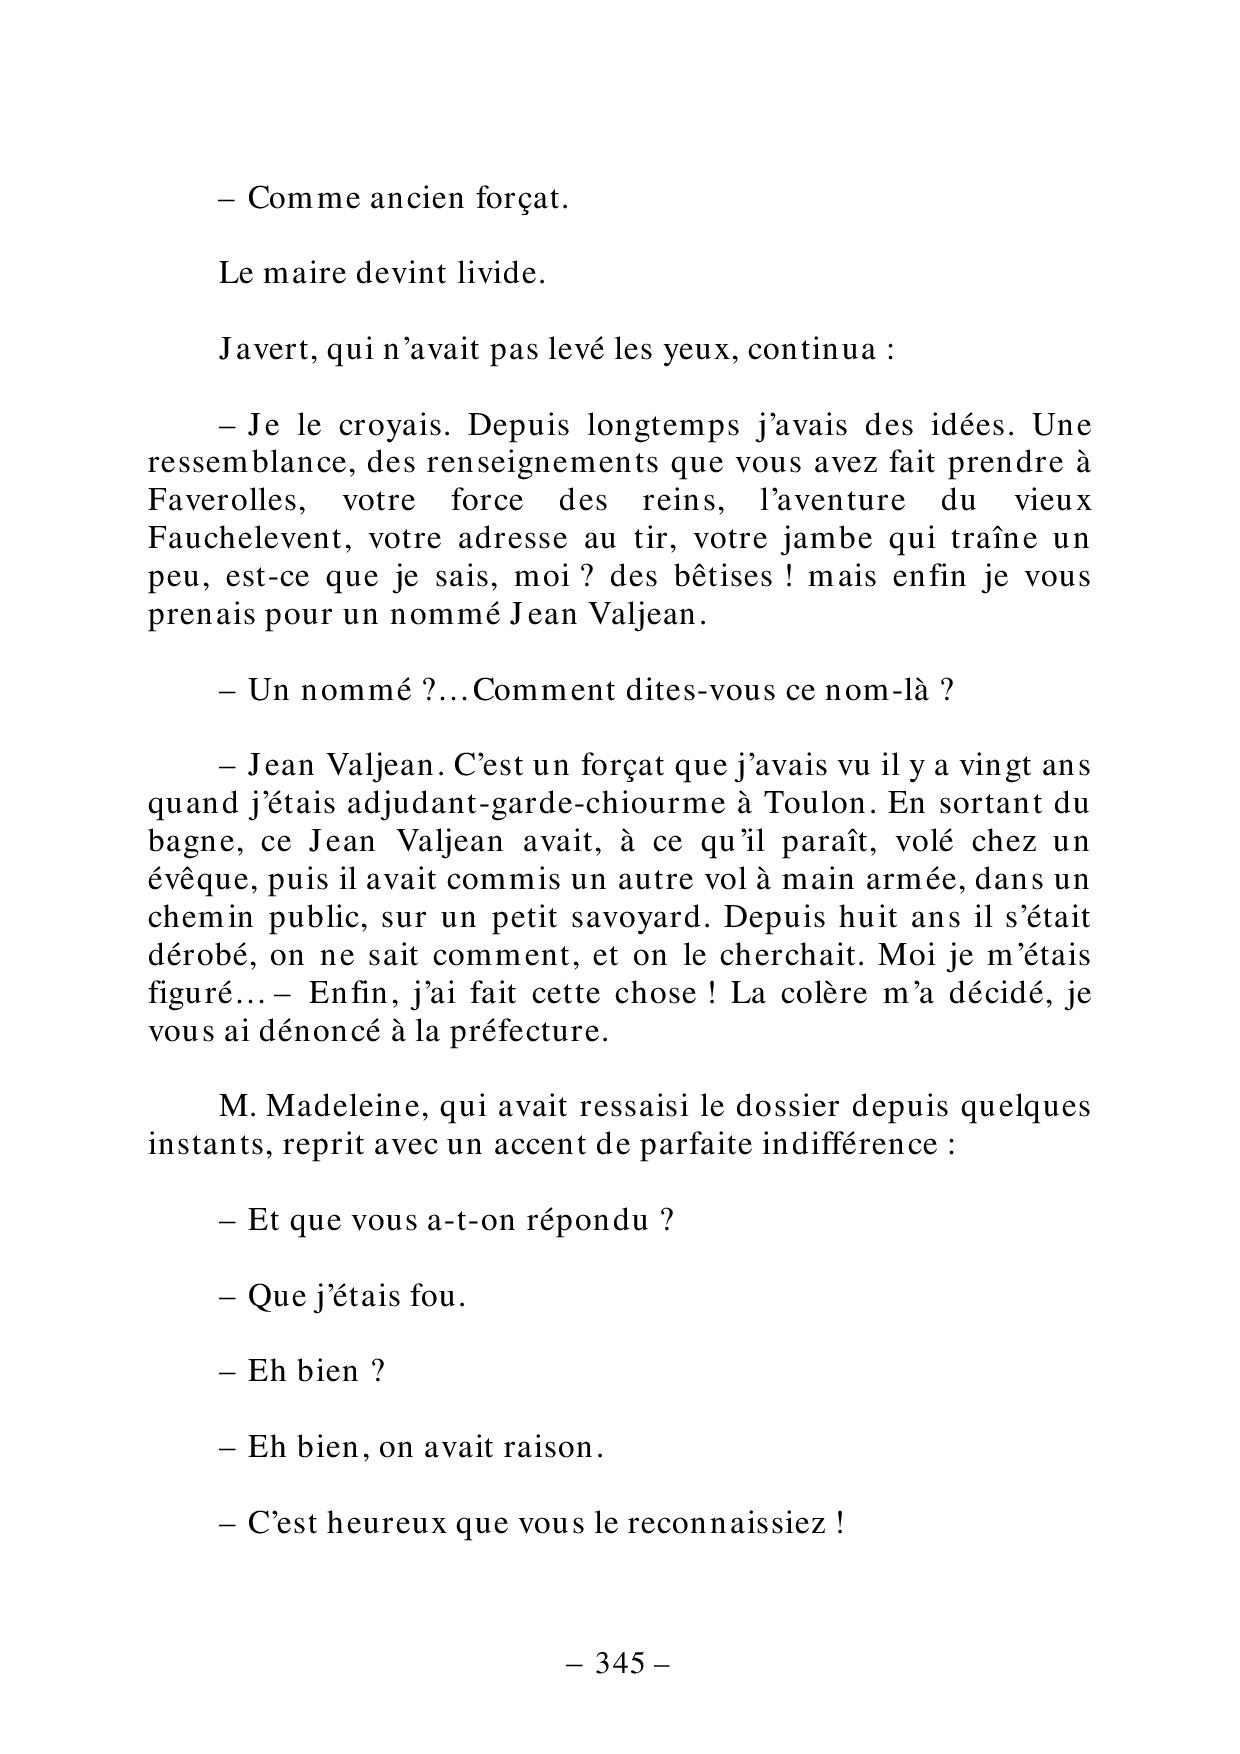 – Comme ancien forçat.
Le maire devint livide.
Javert, qui n’avait pas levé les yeux, continua :
– Je le croyais. Depuis longtemps j’avais des idées. Une
ressemblance, des renseignements que vous avez fait prendre à
Faverolles, votre force des reins, l’aventure du vieux
Fauchelevent, votre adresse au tir, votre jambe qui traîne un
peu, est-ce que je sais, moi ? des bêtises ! mais enfin je vous
prenais pour un nommé Jean Valjean.
– Un nommé ?…Comment dites-vous ce nom-là ?
– Jean Valjean. C’est un forçat que j’avais vu il y a vingt ans
quand j’étais adjudant-garde-chiourme à Toulon. En sortant du
bagne, ce Jean Valjean avait, à ce qu’il paraît, volé chez un
évêque, puis il avait commis un autre vol à main armée, dans un
chemin public, sur un petit savoyard. Depuis huit ans il s’était
dérobé, on ne sait comment, et on le cherchait. Moi je m’étais
figuré… – Enfin, j’ai fait cette chose ! La colère m’a décidé, je
vous ai dénoncé à la préfecture.
M. Madeleine, qui avait ressaisi le dossier depuis quelques
instants, reprit avec un accent de parfaite indifférence :
– Et que vous a-t-on répondu ?
– Que j’étais fou.
– Eh bien ?
– Eh bien, on avait raison.
– C’est heureux que vous le reconnaissiez !
– 345 –